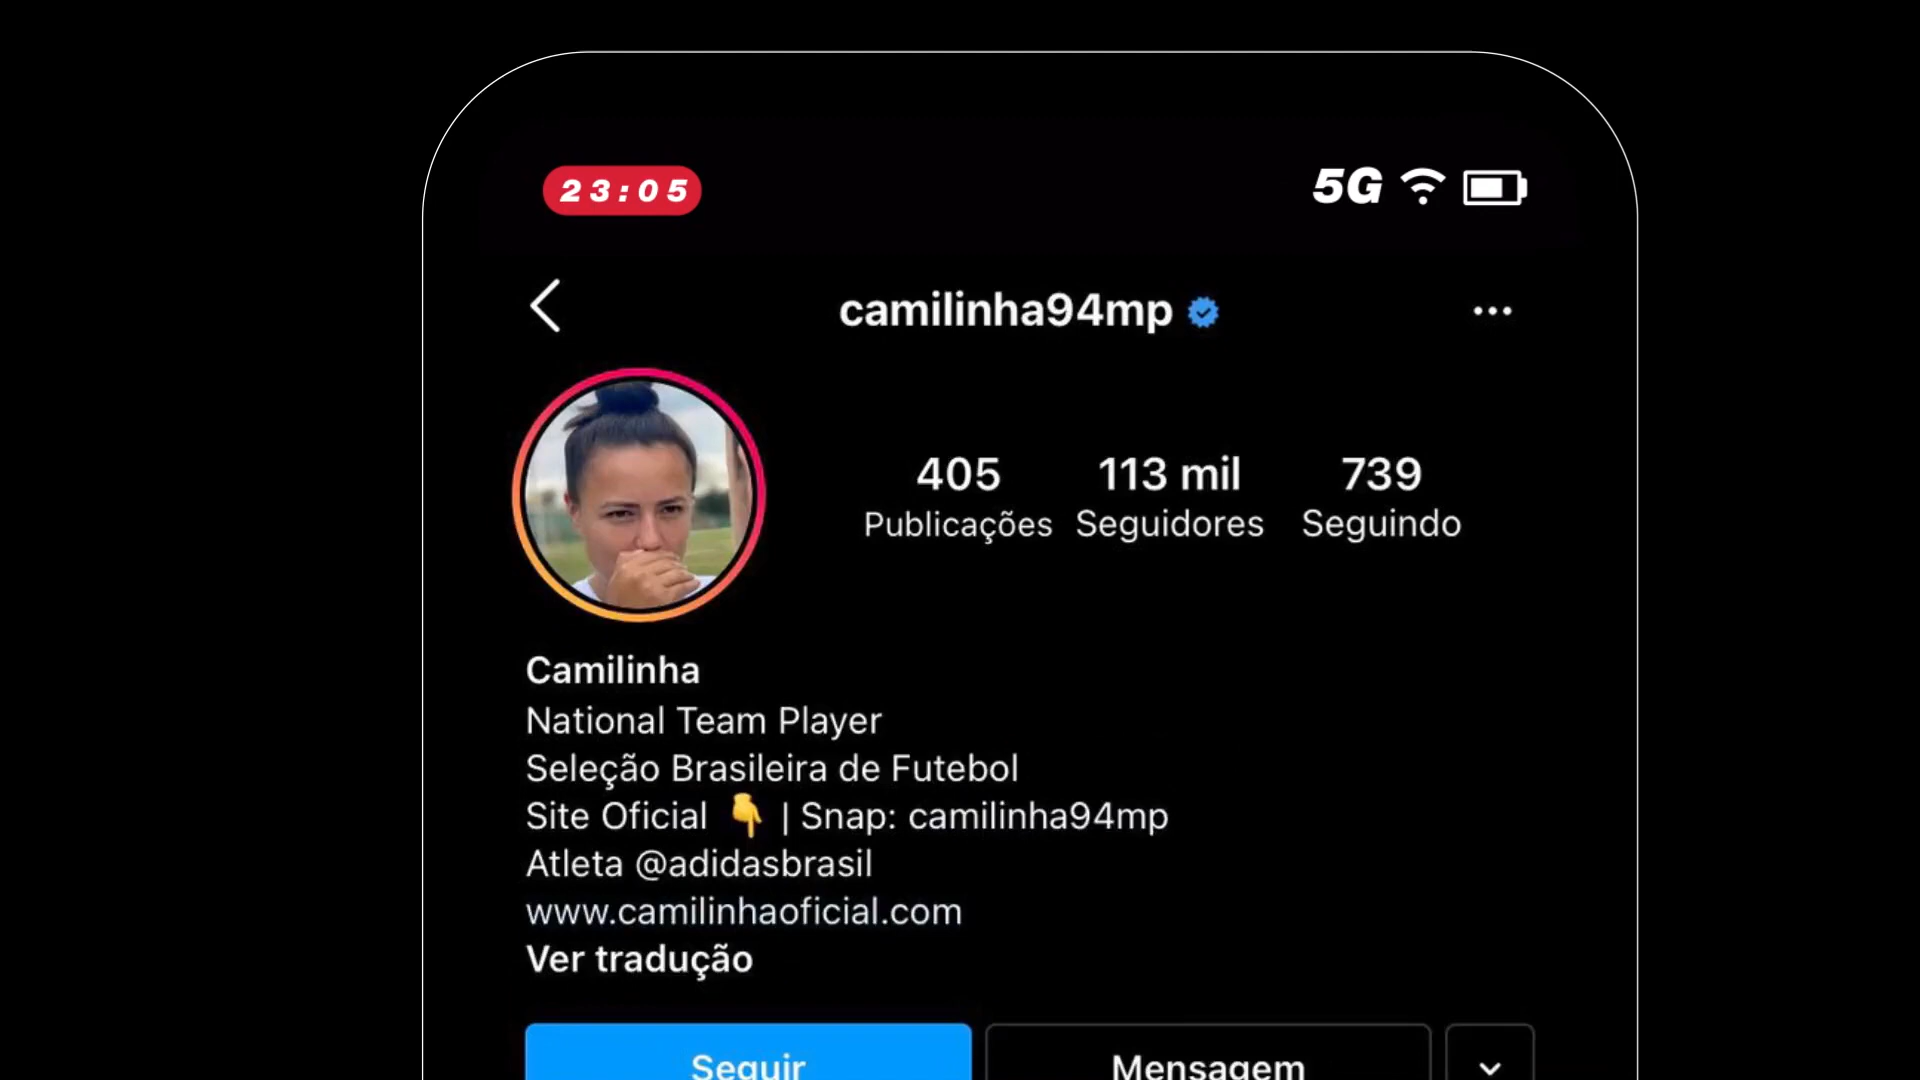 23:05 5G
camilinha94mp
405 113 mil 739
Publicações Seguidores Seguindo
Camilinha
National Team Player
Seleção Brasileira de Futebol
Site Oficial 👇 | Snap: camilinha94mp
Atleta @adidasbrasil
www.camilinhaoficial.com
Ver tradução
Seguir Mensagem